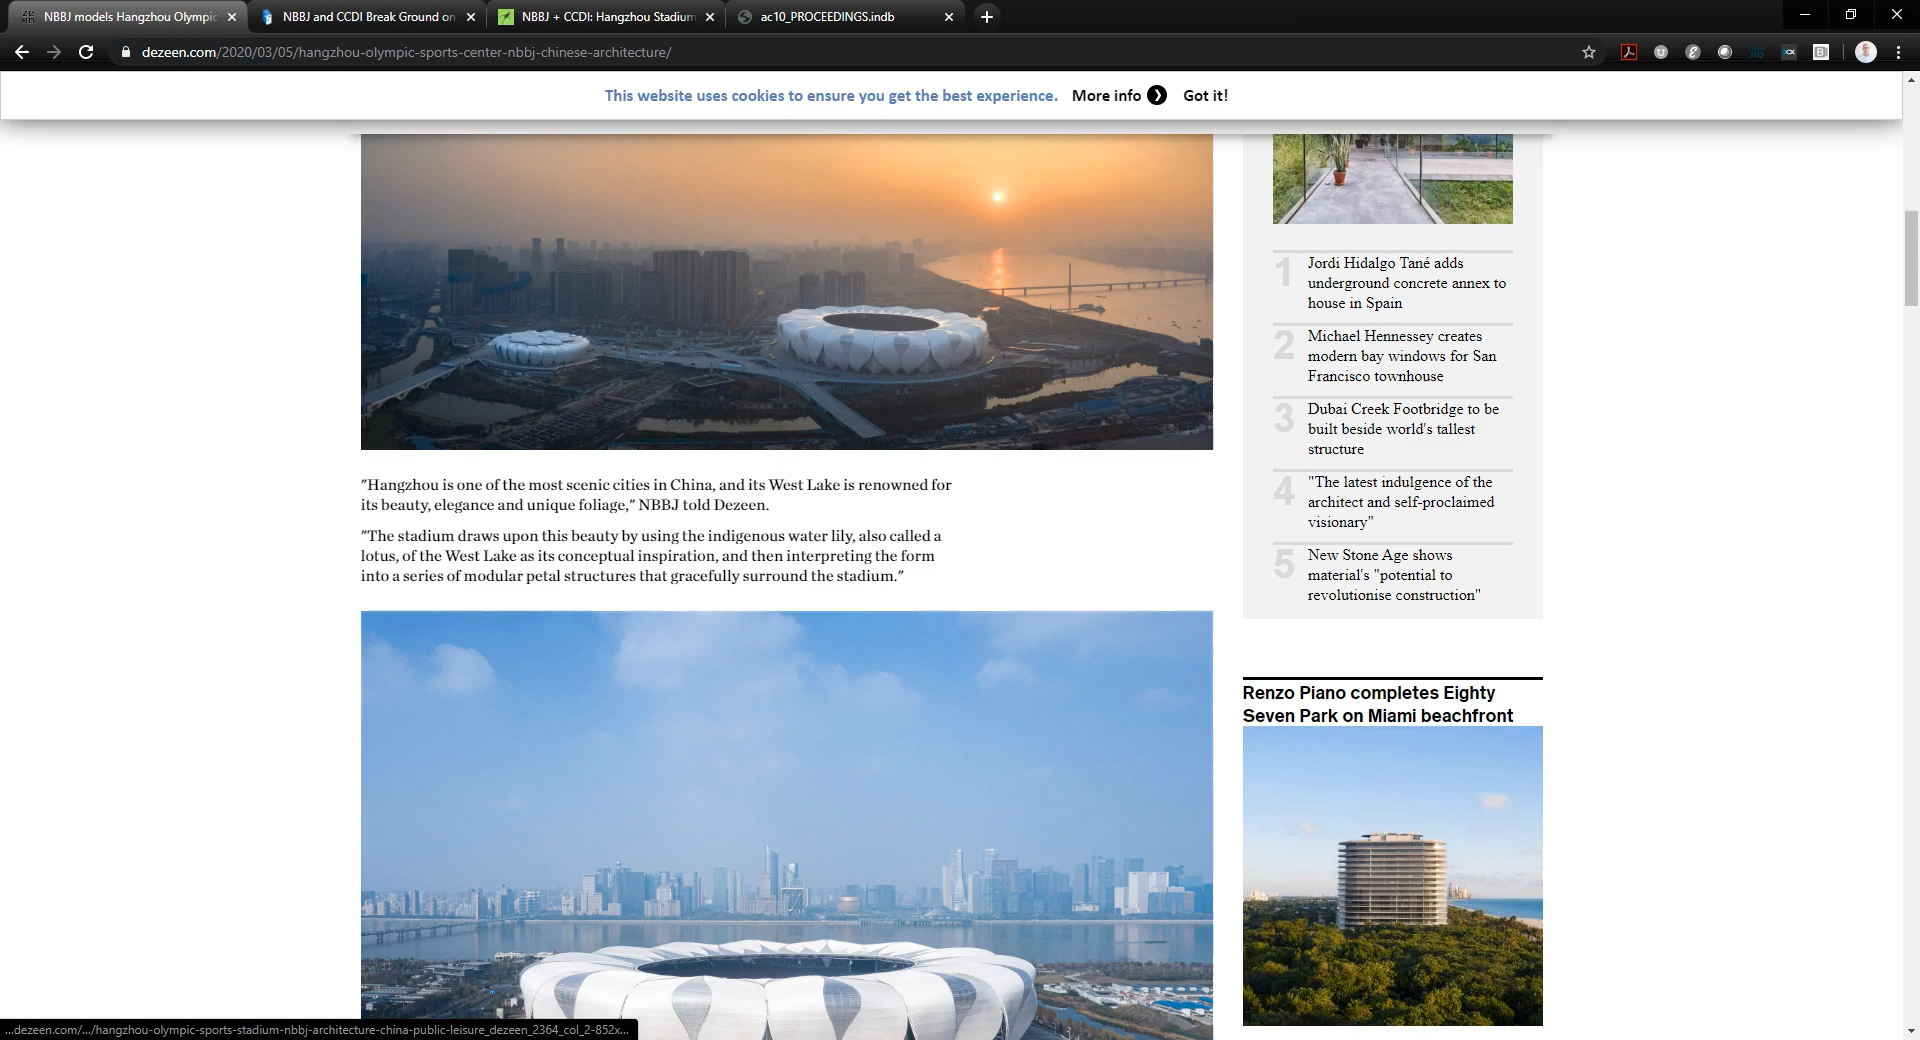 NBBJ models Hangzhou Olympic
NBBJ and CCDI Break Ground on
NBBJ + CCDI: Hangzhou Stadium
ac10_PROCEEDINGS.indb
dezeen.com/2020/03/05/hangzhou-olympic-sports-center-nbbj-chinese-architecture/
This website uses cookies to ensure you get the best experience. More info Got it!
"Hangzhou is one of the most scenic cities in China, and its West Lake is renowned for
its beauty, elegance and unique foliage," NBBJ told Dezeen.
"The stadium draws upon this beauty by using the indigenous water lily, also called a
lotus, of the West Lake as its conceptual inspiration, and then interpreting the form
into a series of modular petal structures that gracefully surround the stadium."
1 Jordi Hidalgo Tané adds
underground concrete annex to
house in Spain
2 Michael Hennessey creates
modern bay windows for San
Francisco townhouse
3 Dubai Creek Footbridge to be
built beside world's tallest
structure
4 "The latest indulgence of the
architect and self-proclaimed
visionary"
5 New Stone Age shows
material's "potential to
revolutionise construction"
Renzo Piano completes Eighty
Seven Park on Miami beachfront
...dezeen.com/.../hangzhou-olympic-sports-stadium-nbbj-architecture-china-public-leisure_dezeen_2364_col_2-852x...